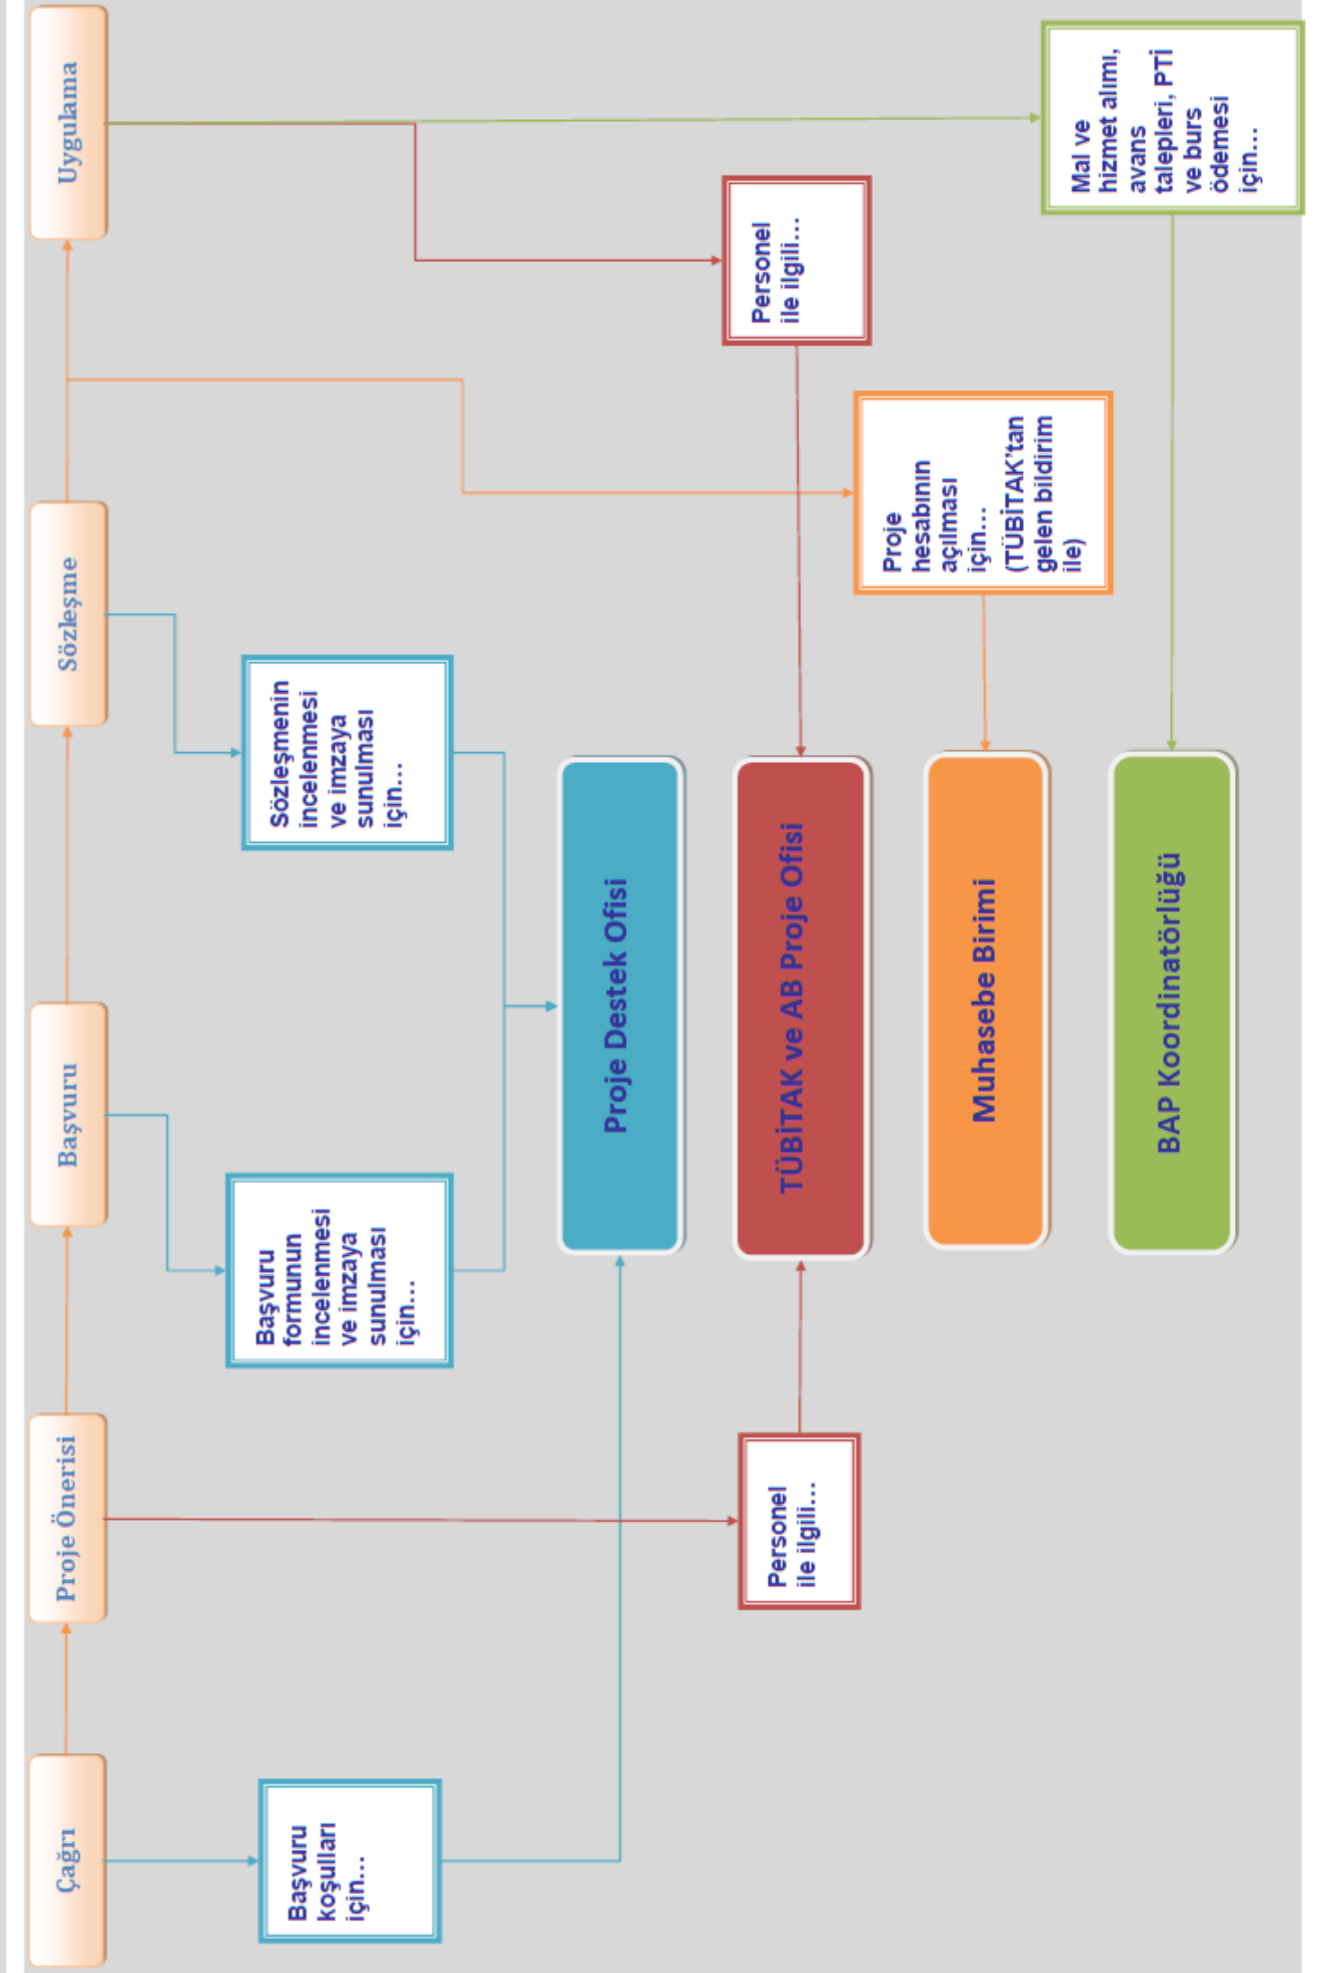 Çağrı
Proje Önerisi
Başvuru
Sözleşme
Uygulama
Başvuru
koşulları
için...
Başvuru
formunun
incelenmesi
ve imzaya
sunulması
için...
Sözleşmenin
incelenmesi
ve imzaya
sunulması
için...
Proje Destek Ofisi
Personel
ile ilgili...
TÜBİTAK ve AB Proje Ofisi
Personel
ile ilgili...
Muhasebe Birimi
Proje
hesabının
açılması
için...
(TÜBİTAK'tan
gelen bildirim
ile)
BAP Koordinatörlüğü
Mal ve
hizmet alımı,
avans
talepleri, PTİ
ve burs
ödemesi
için...